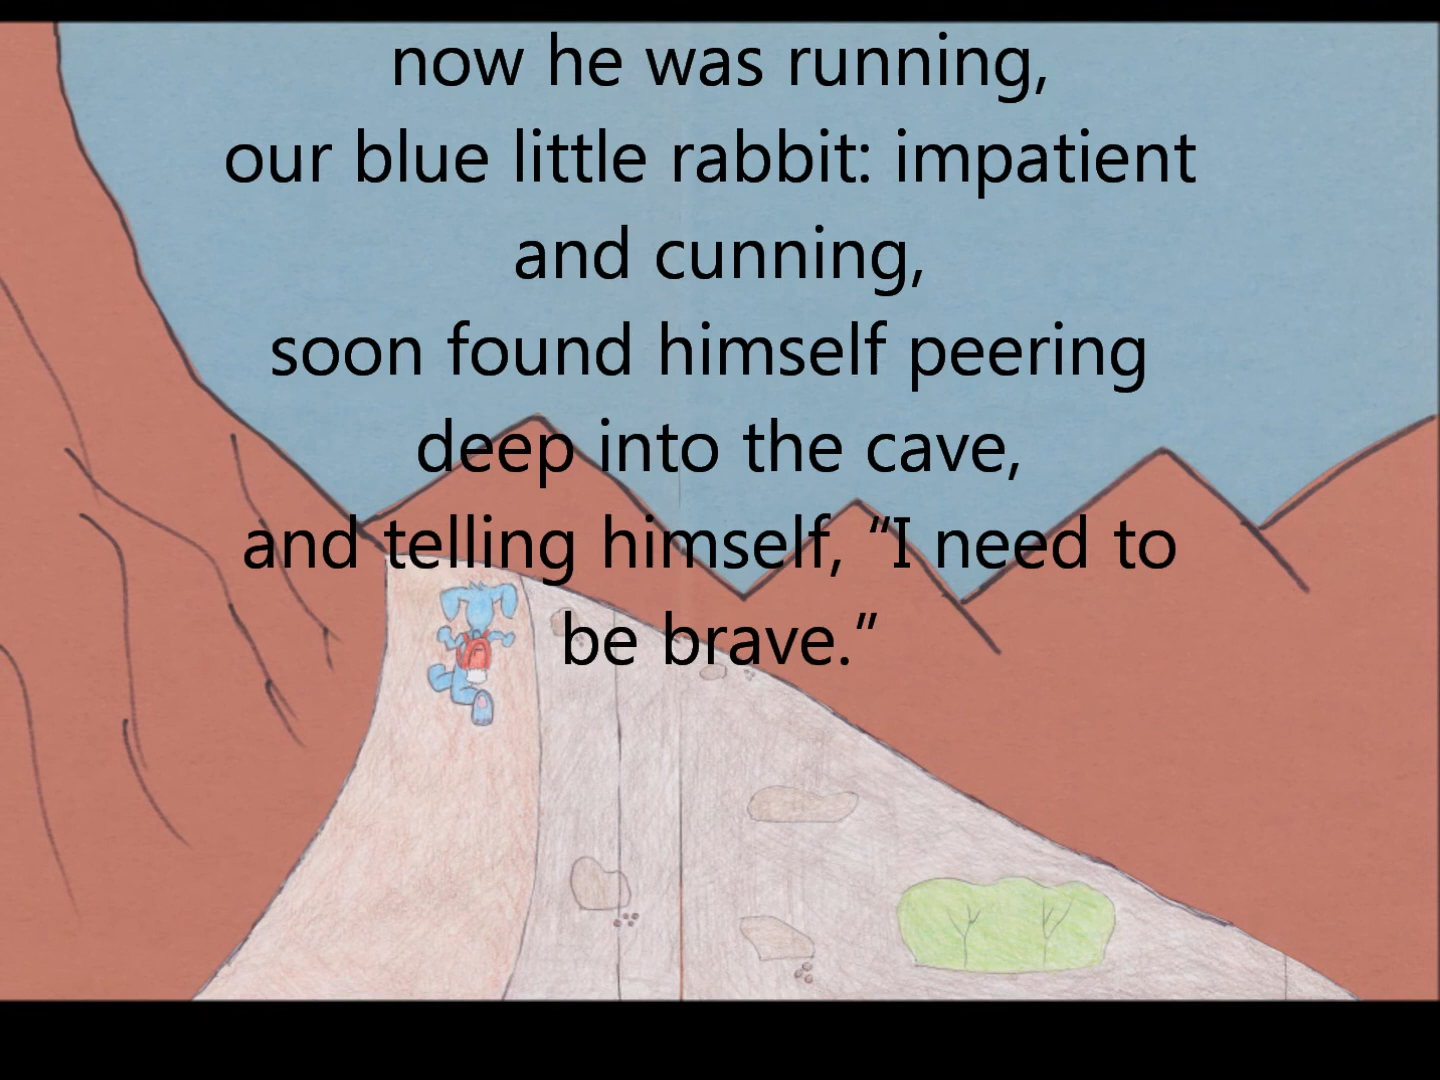 now he was running,
our blue little rabbit: impatient
and cunning,
soon found himself peering
deep into the cave,
and telling himself, “I need to
be brave.”